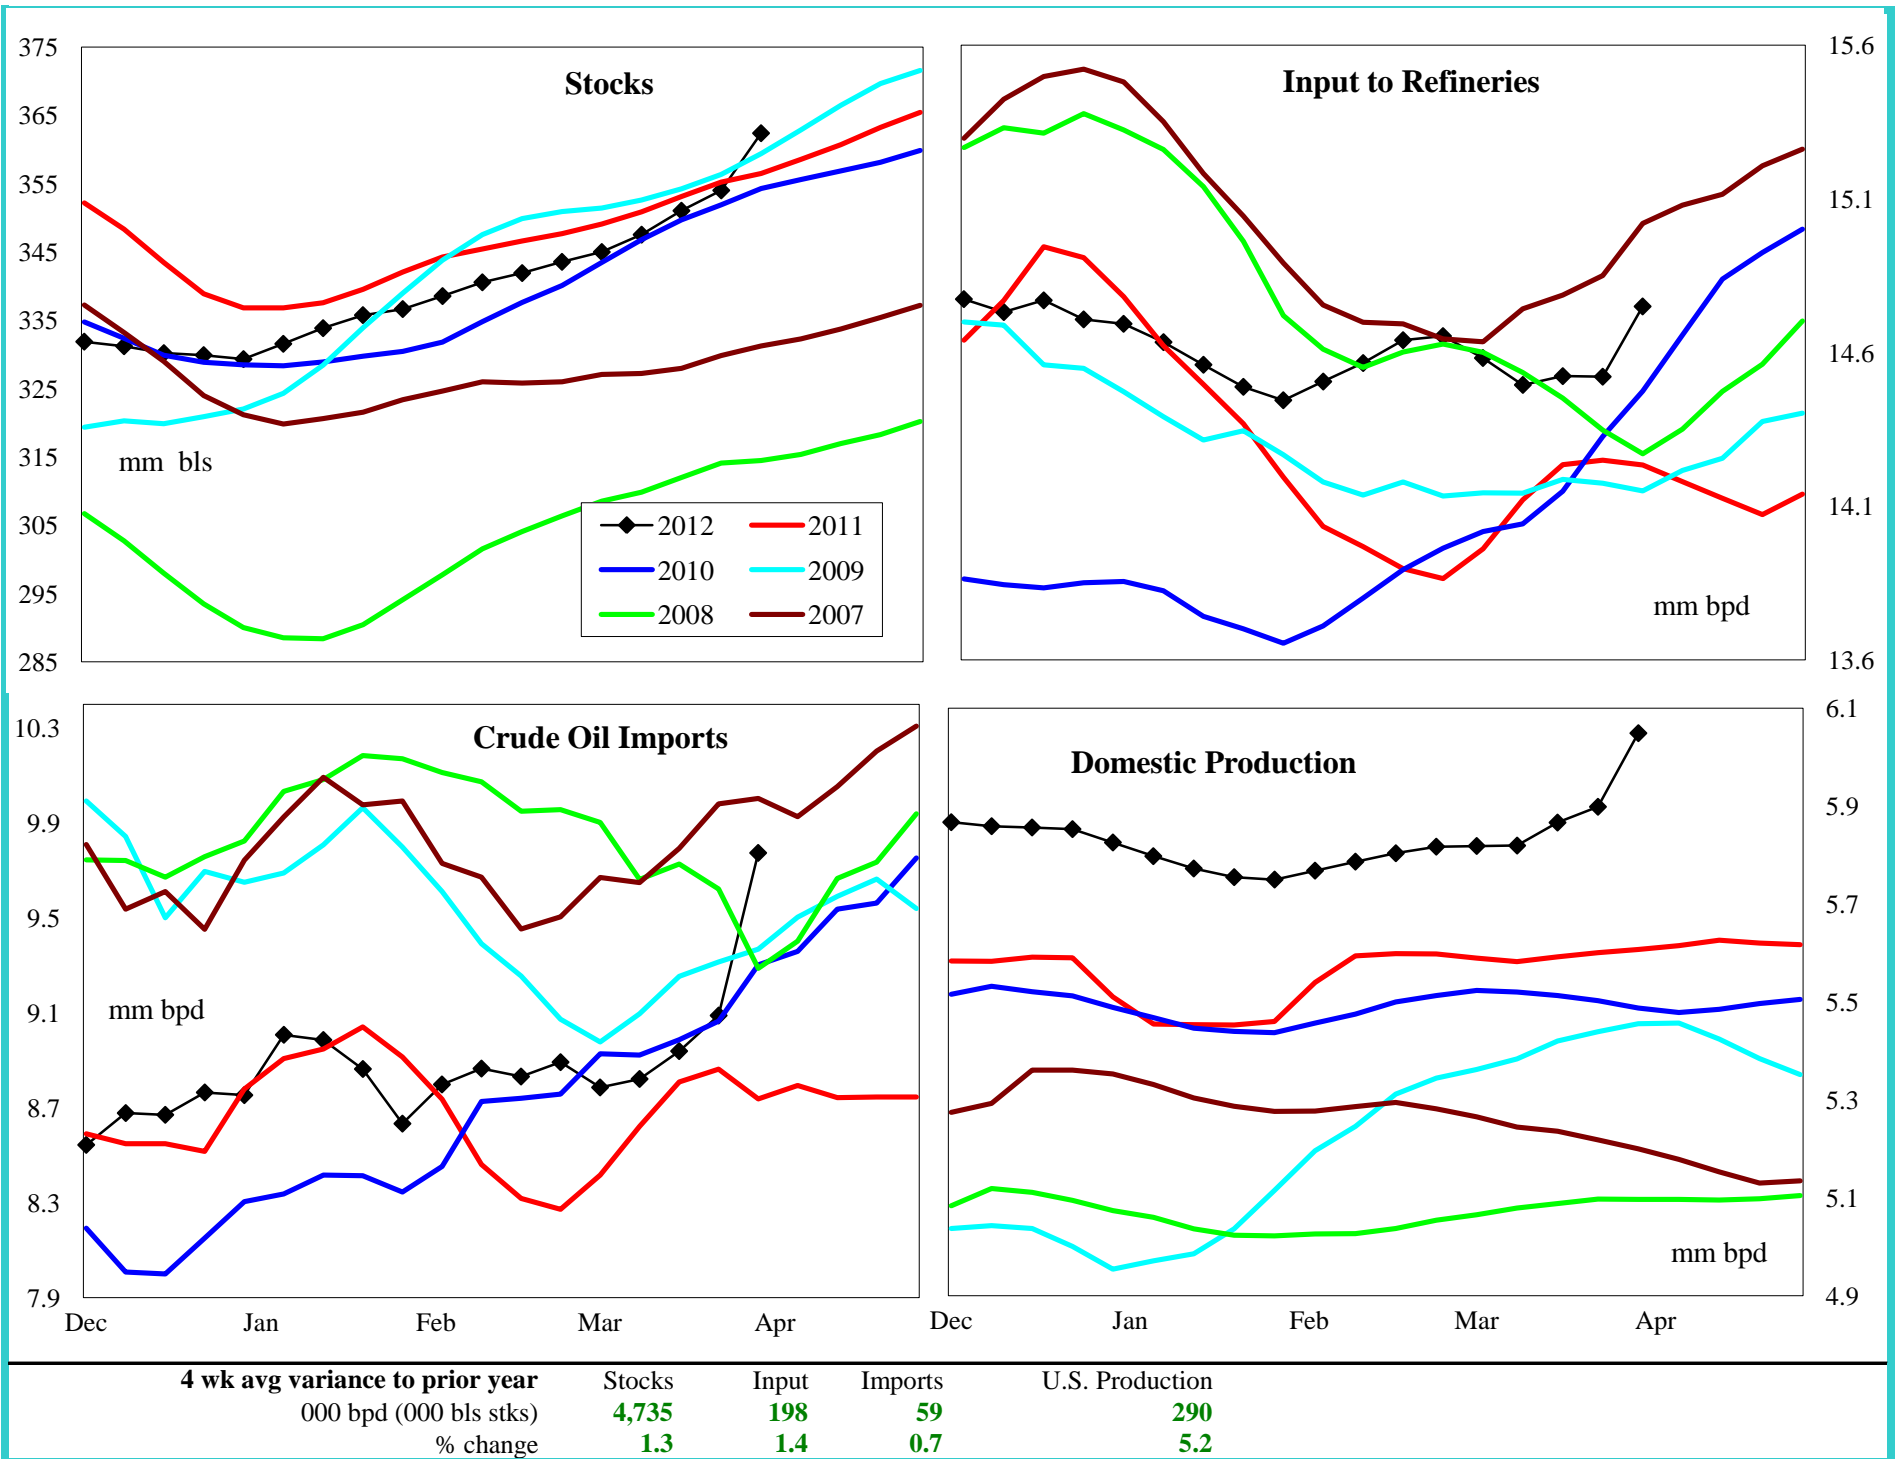 Stocks
375
365
355
345
335
325
315
305
295
285
mm bls
2012 2011
2010 2009
2008 2007
Input to Refineries
15.6
15.1
14.6
14.1
13.6
mm bpd
Crude Oil Imports
10.3
9.9
9.5
9.1
8.7
8.3
7.9
mm bpd
Dec Jan Feb Mar Apr
Domestic Production
6.1
5.9
5.7
5.5
5.3
5.1
4.9
mm bpd
Dec Jan Feb Mar Apr
4 wk avg variance to prior year Stocks Input Imports U.S. Production
000 bpd (000 bls stks) 4,735 198 59 290
% change 1.3 1.4 0.7 5.2